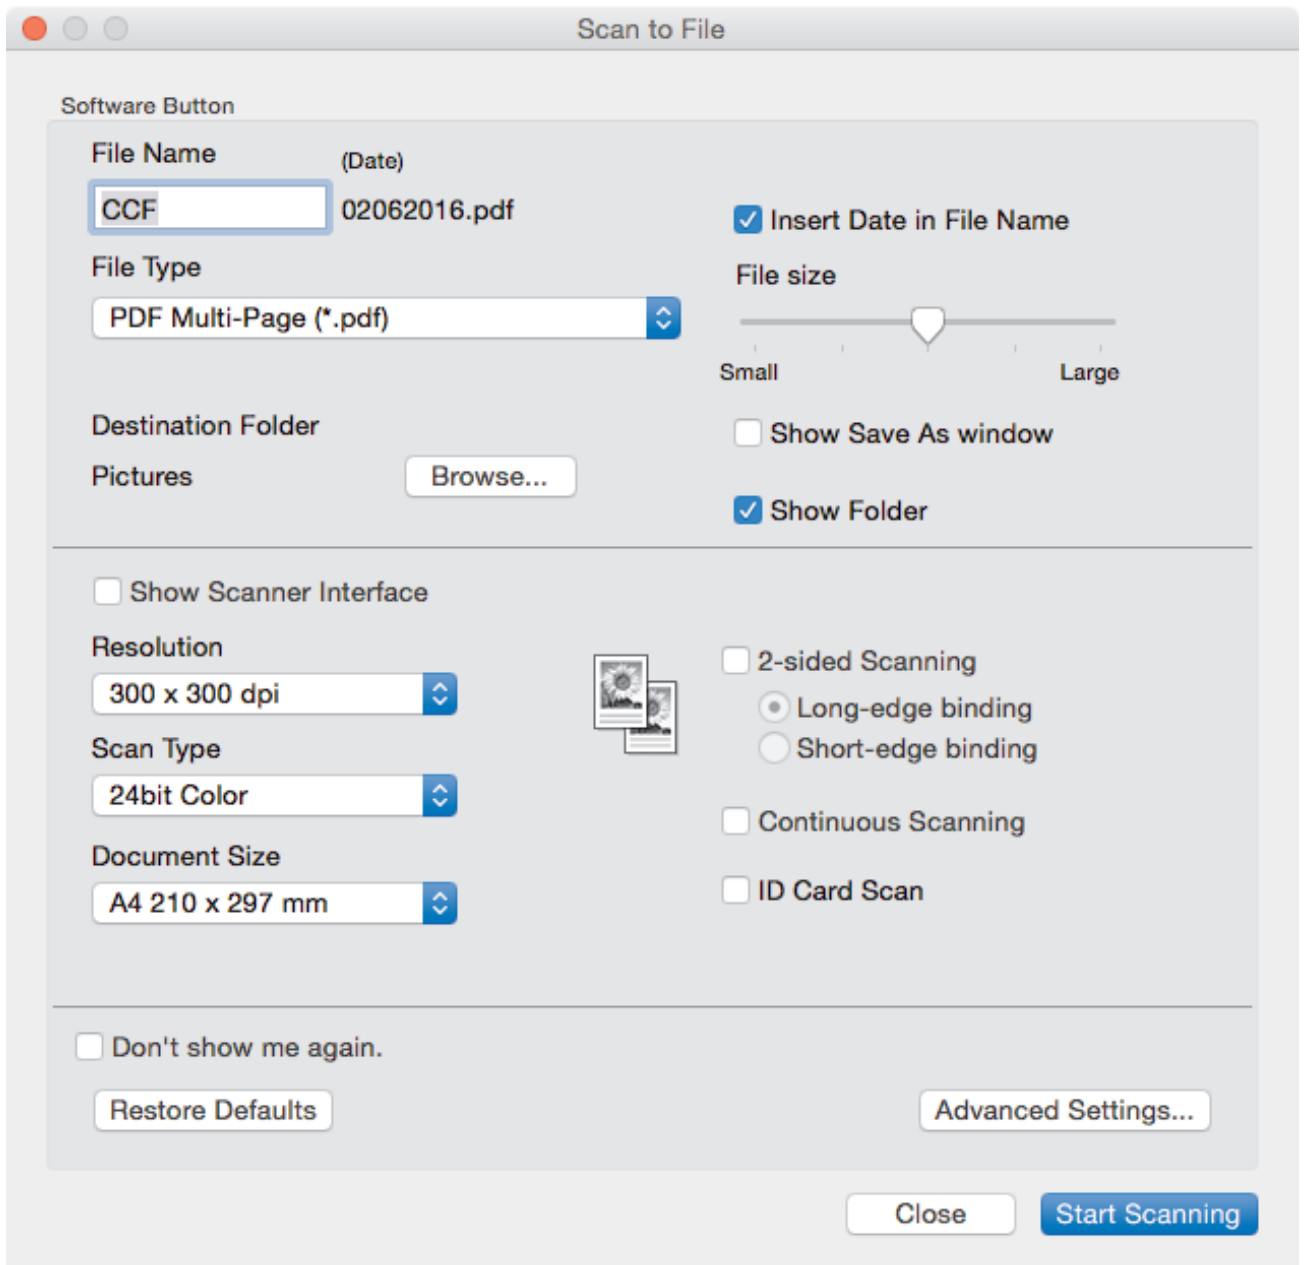 Scan to File
Software Button
File Name
(Date)
CCF
02062016.pdf
Insert Date in File Name
File Type
File size
PDF Multi-Page (*.pdf)
Small
Large
Destination Folder
Show Save As window
Pictures
Browse...
Show Folder
Show Scanner Interface
Resolution
2-sided Scanning
300 x 300 dpi
Long-edge binding
Scan Type
Short-edge binding
24bit Color
Continuous Scanning
Document Size
ID Card Scan
A4 210 x 297 mm
Don't show me again.
Restore Defaults
Advanced Settings...
Close
Start Scanning